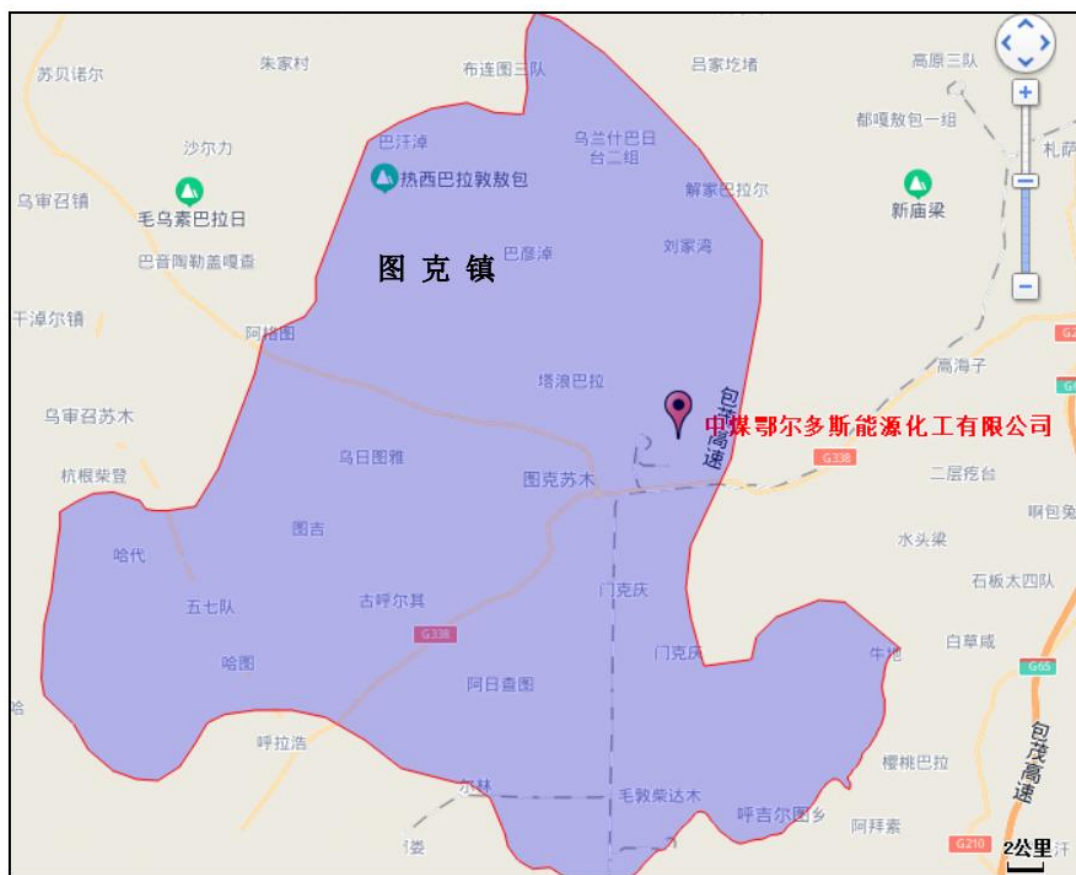 苏贝诺尔
朱家村
布连图三队
吕家圪堵
高原三队
都嘎敖包一组
札萨
沙尔力
巴汗淖
乌兰什巴日
台二组
热西巴拉敦敖包
解家巴拉尔
乌审召镇
毛乌素巴拉日
新庙梁
巴音陶勒盖嘎查
图克镇
巴彦淖
刘家湾
干淖尔镇
阿格图
高海子
塔浪巴拉
包茂高速
中煤鄂尔多斯能源化工有限公司
乌审召苏木
乌日图雅
G338
杭根柴登
图克苏木
二层疙台
图吉
啊包兔
水头梁
哈代
石板太四队
五七队
古呼尔其
门克庆
G338
白草咸
哈图
门克庆
牛地
G65
阿日查图
哈
呼拉浩
包茂高速
樱桃巴拉
尔林
毛敦柴达木
呼吉尔图乡
阿拜素
娄
G210
2公里
汗